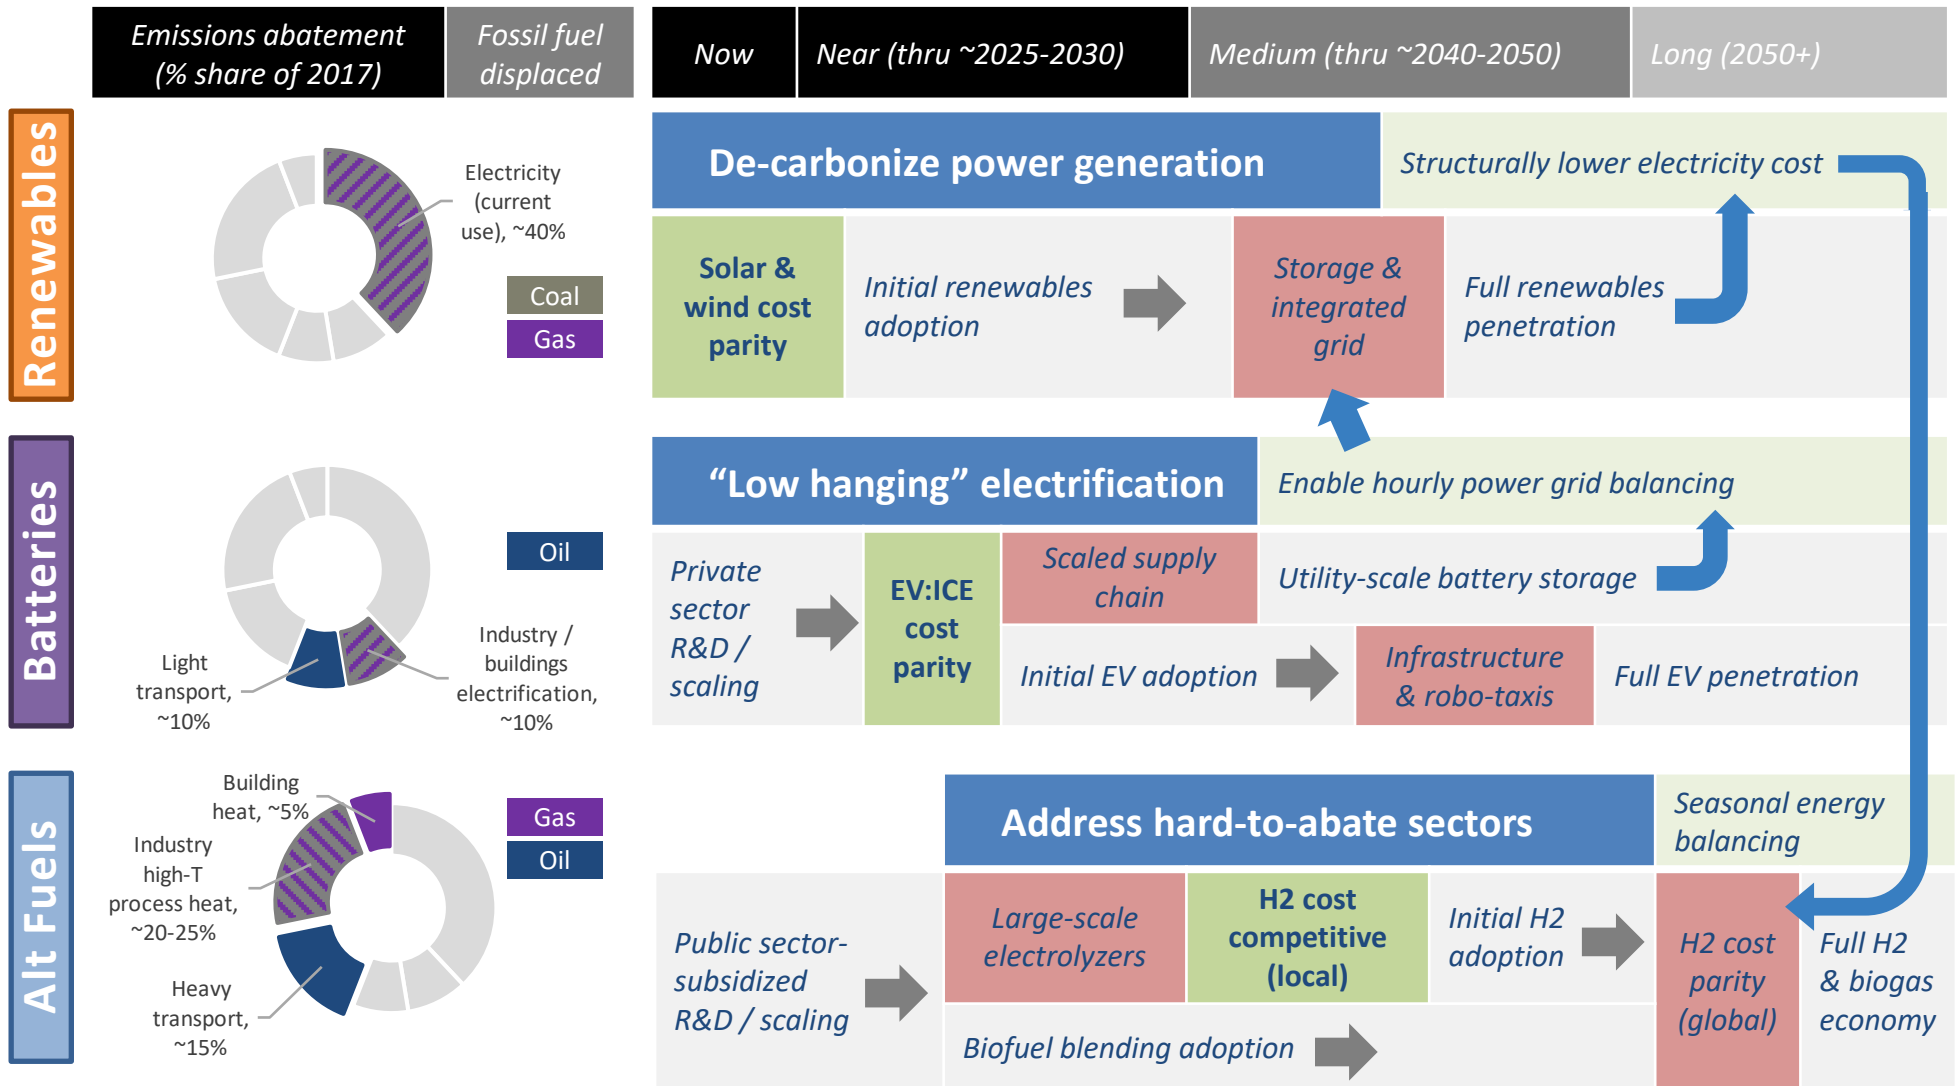 Emissions abatement
(% share of 2017)
Fossil fuel
displaced
Now
Near (thru ~2025-2030)
Medium (thru ~2040-2050)
Long (2050+)
Renewables
Electricity
(current
use), ~40%
Coal
Gas
De-carbonize power generation
Structurally lower electricity cost
Solar &
wind cost
parity
Initial renewables
adoption
Storage &
integrated
grid
Full renewables
penetration
Batteries
Oil
Light
transport,
~10%
Industry /
buildings
electrification,
~10%
“Low hanging” electrification
Enable hourly power grid balancing
Private
sector
R&D /
scaling
EV:ICE
cost
parity
Scaled supply
chain
Utility-scale battery storage
Initial EV adoption
Infrastructure
& robo-taxis
Full EV penetration
Alt Fuels
Building
heat, ~5%
Industry
high-T
process heat,
~20-25%
Heavy
transport,
~15%
Gas
Oil
Address hard-to-abate sectors
Seasonal energy
balancing
Public sector-
subsidized
R&D / scaling
Large-scale
electrolyzers
H2 cost
competitive
(local)
Initial H2
adoption
H2 cost
parity
(global)
Full H2
& biogas
economy
Biofuel blending adoption